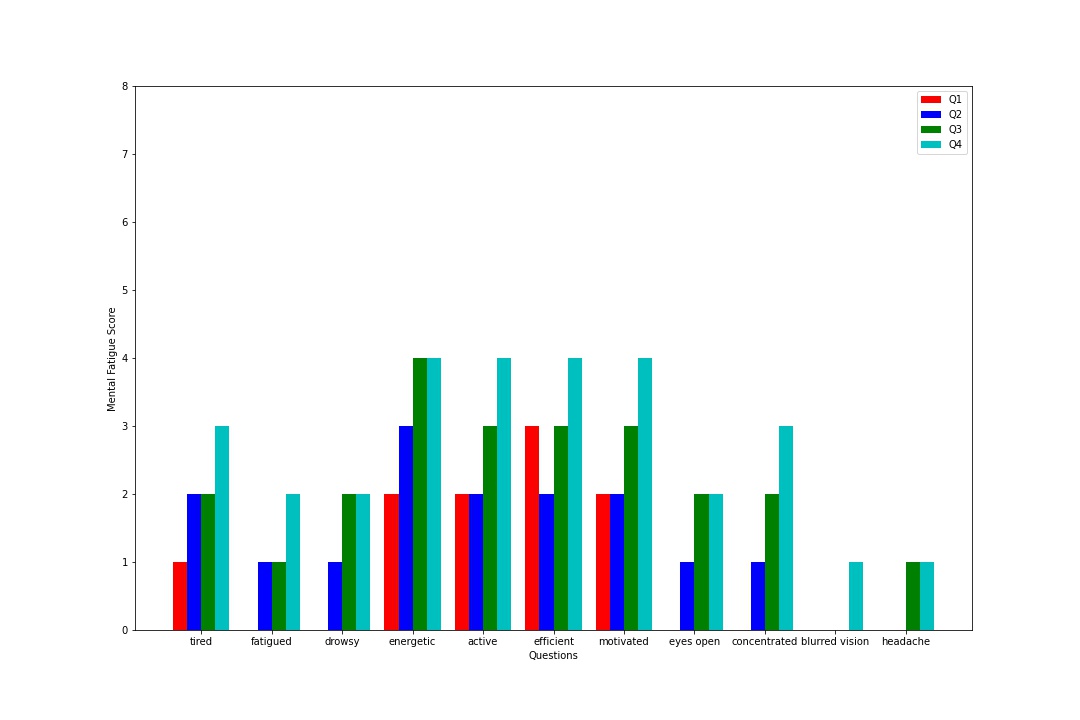 8
7
6
5
4
3
2
1
0
Mental Fatigue Score
Q1
Q2
Q3
Q4
tired fatigued drowsy energetic active efficient motivated eyes open concentrated blurred vision headache
Questions